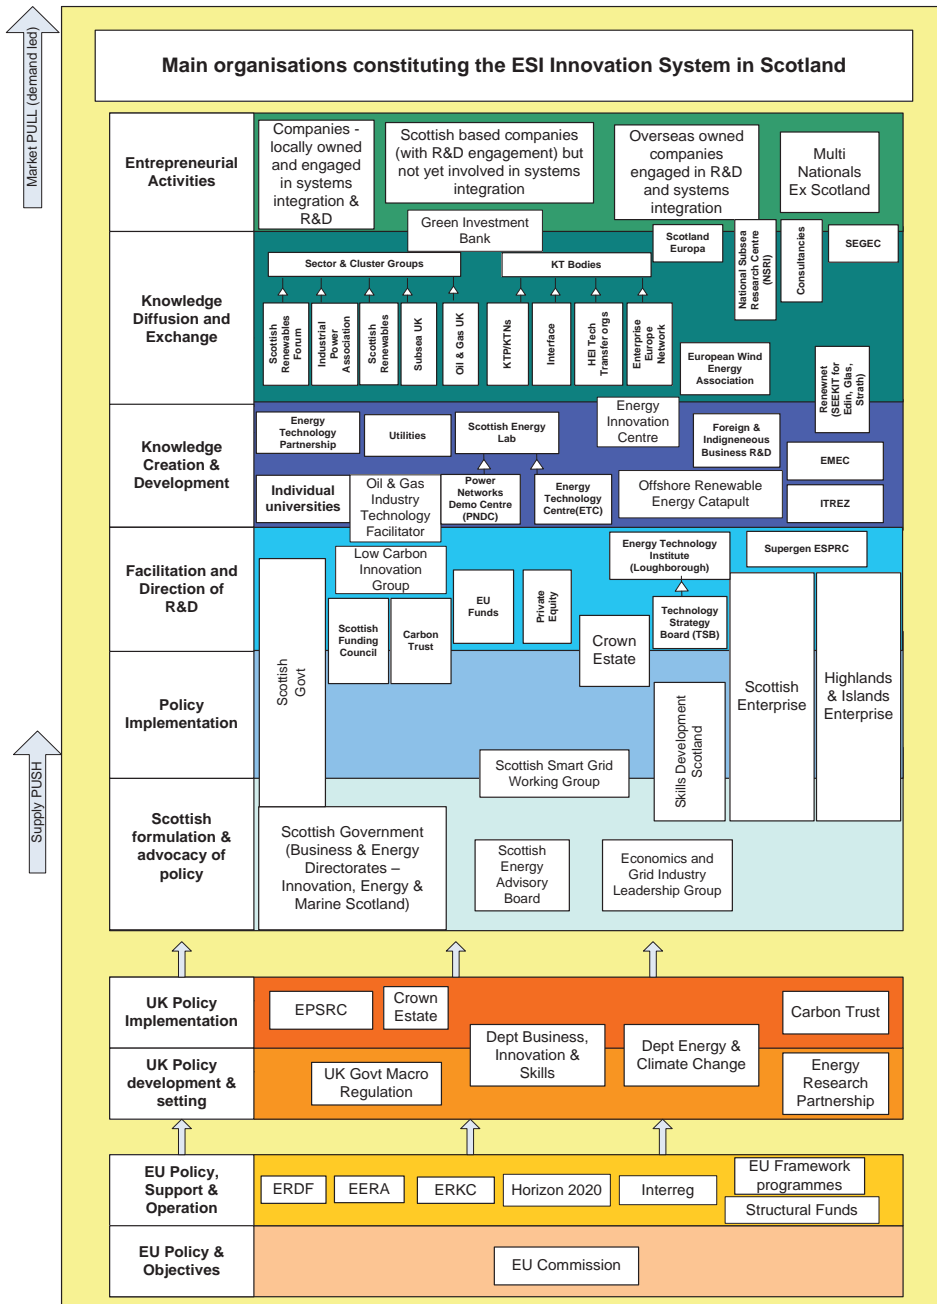 Market PULL (demand led)
Main organisations constituting the ESI Innovation System in Scotland
Entrepreneurial
Activities
Companies -
locally owned
and engaged
in systems
integration &
R&D
Scottish based companies
(with R&D engagement) but
not yet involved in systems
integration
Overseas owned
companies
engaged in R&D
and systems
integration
Multi
Nationals
Ex Scotland
Green Investment
Bank
Knowledge
Diffusion and
Exchange
Scotland
Europa
National Subsea
Research Centre
(NSRI)
Consultancies
SEGEC
Sector & Cluster Groups
KT Bodies
Scottish
Renewables
Forum
Industrial
Power
Association
Scottish
Renewables
Subsea UK
Oil & Gas UK
KTP/KTNs
Interface
HEI Tech
Transfer orgs
Enterprise
Europe
Network
European Wind
Energy
Association
Renewnet
(SEEKIT for
Edin, Glas,
Strath)
Knowledge
Creation &
Development
Energy
Technology
Partnership
Utilities
Scottish Energy
Lab
Energy
Innovation
Centre
Foreign &
Indigneneous
Business R&D
EMEC
Individual
universities
Oil & Gas
Industry
Technology
Facilitator
Power
Networks
Demo Centre
(PNDC)
Energy
Technology
Centre(ETC)
Offshore Renewable
Energy Catapult
ITREZ
Facilitation and
Direction of
R&D
Low Carbon
Innovation
Group
Energy Technology
Institute
(Loughborough)
Supergen ESPRC
Scottish
Govt
Scottish
Funding
Council
Carbon
Trust
EU
Funds
Private
Equity
Crown
Estate
Technology
Strategy
Board (TSB)
Scottish
Enterprise
Highlands
& Islands
Enterprise
Policy
Implementation
Skills Development
Scotland
Scottish Smart Grid
Working Group
Supply PUSH
Scottish
formulation &
advocacy of
policy
Scottish Government
(Business & Energy
Directorates –
Innovation, Energy &
Marine Scotland)
Scottish
Energy
Advisory
Board
Economics and
Grid Industry
Leadership Group
UK Policy
Implementation
EPSRC
Crown
Estate
Carbon Trust
Dept Business,
Innovation &
Skills
Dept Energy &
Climate Change
UK Policy
development &
setting
UK Govt Macro
Regulation
Energy
Research
Partnership
EU Policy,
Support &
Operation
ERDF
EERA
ERKC
Horizon 2020
Interreg
EU Framework
programmes
Structural Funds
EU Policy &
Objectives
EU Commission